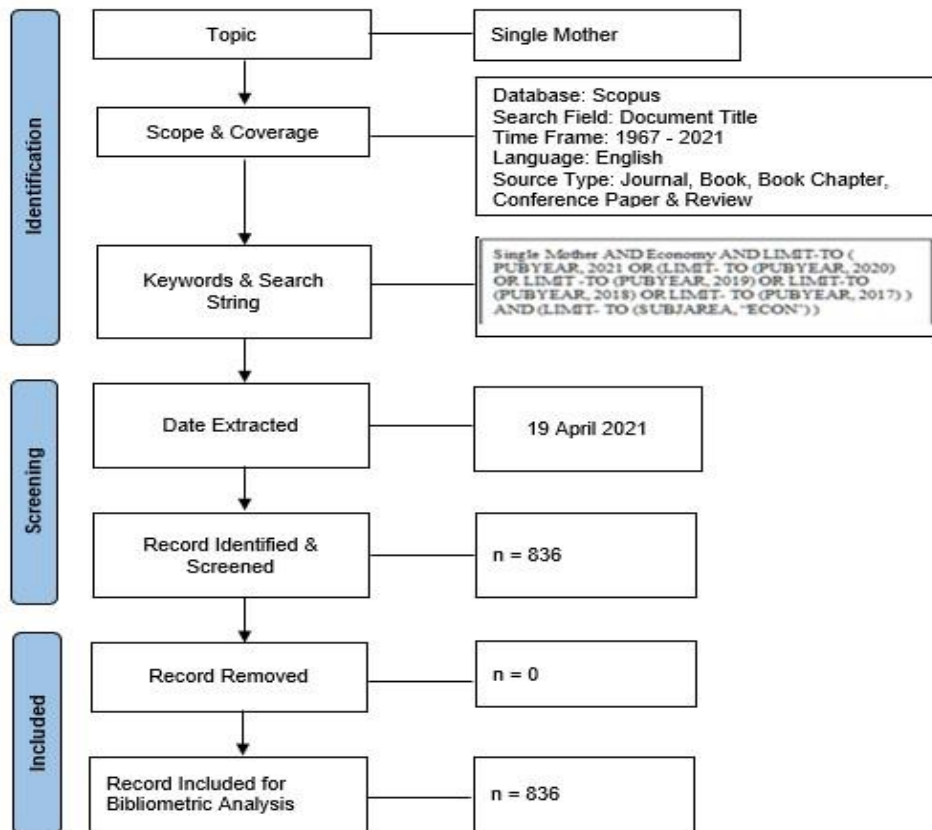 Identification
Topic
Single Mother
Scope & Coverage
Database: Scopus
Search Field: Document Title
Time Frame: 1967 - 2021
Language: English
Source Type: Journal, Book, Book Chapter,
Conference Paper & Review
Keywords & Search
String
Single Mother AND Economy AND LIMIT-TO (
PUBYEAR, 2021 OR (LIMIT- TO (PUBYEAR, 2020)
OR LIMIT -TO (PUBYEAR, 2019) OR LIMIT-TO
(PUBYEAR, 2018) OR LIMIT- TO (PUBYEAR, 2017) )
AND (LIMIT- TO (SUBJAREA, "ECON") )
Screening
Date Extracted
19 April 2021
Record Identified &
Screened
n = 836
Included
Record Removed
n = 0
Record Included for
Bibliometric Analysis
n = 836